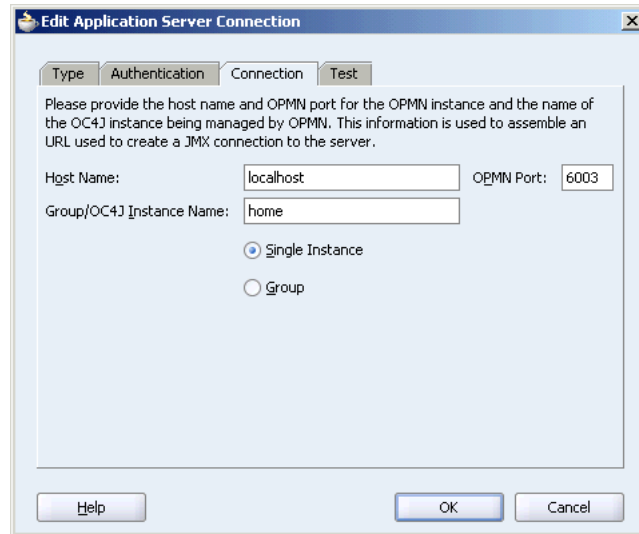 Edit Application Server Connection
Type Authentication Connection Test
Please provide the host name and OPMN port for the OPMN instance and the name of
the OC4J instance being managed by OPMN. This information is used to assemble an
URL used to create a JMX connection to the server.
Host Name: localhost OPMN Port: 6003
Group/OC4J Instance Name: home
Single Instance
Group
Help OK Cancel